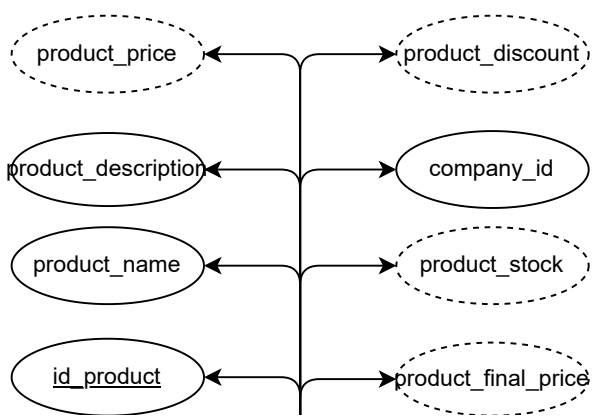 product_price
product_discount
product_description
company_id
product_name
product_stock
id_product
product_final_price